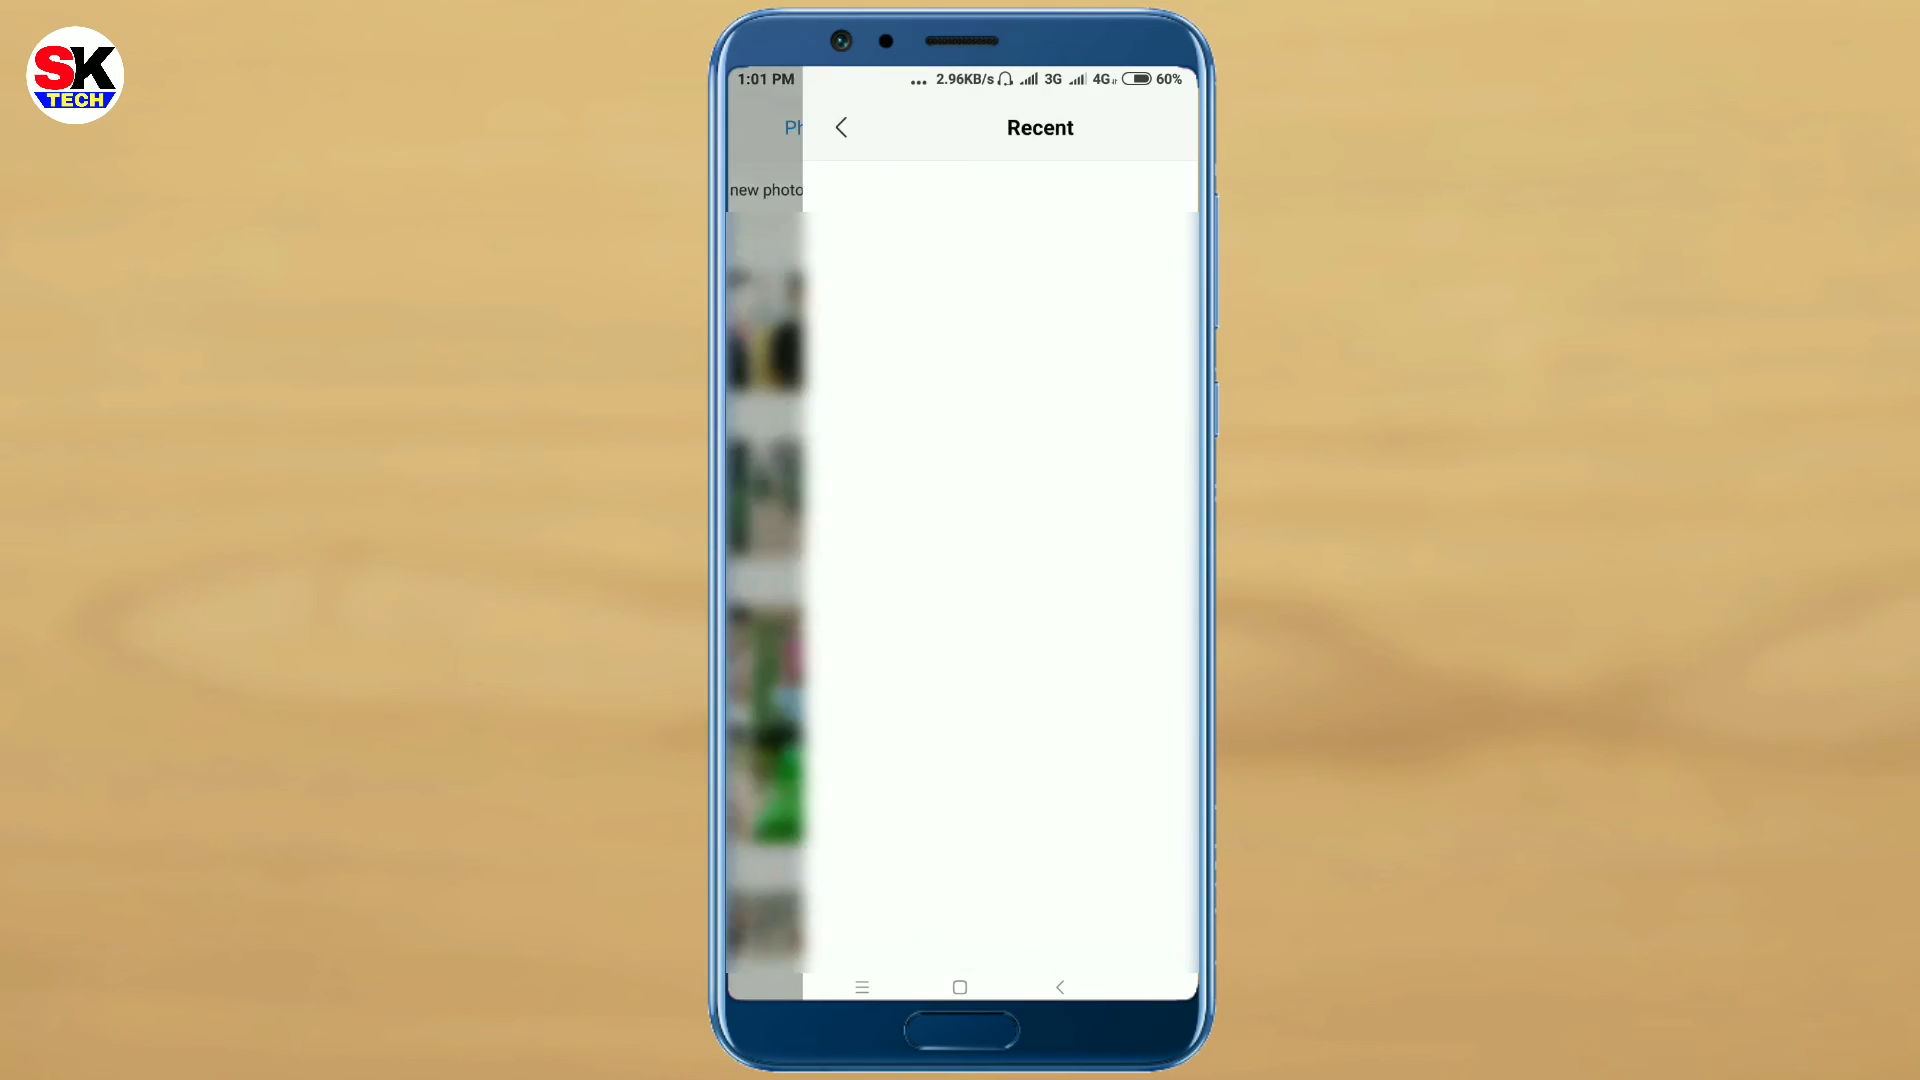 SK
TECH
1:01 PM ... 2.96KB/s 3G 4G 60%
Ph
Recent
new photo